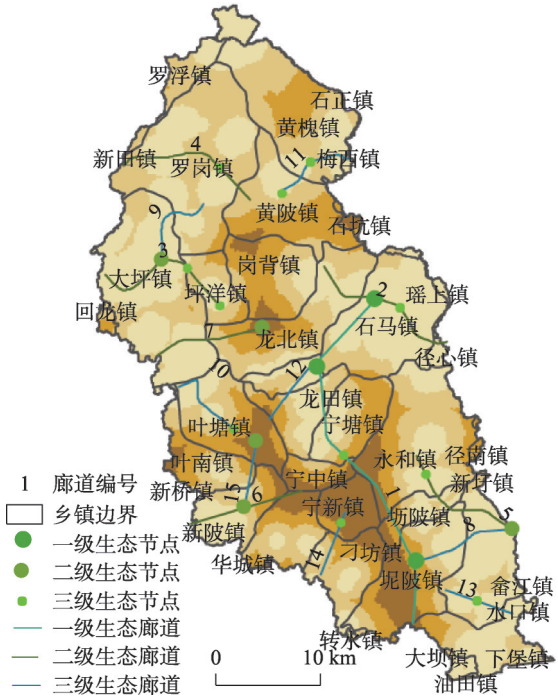 罗浮镇
石正镇
黄槐镇
4
新田镇
罗岗镇
11
梅西镇
9
黄陂镇
石坑镇
3
岗背镇
大坪镇
坪洋镇
2
瑶上镇
回龙镇
石马镇
7
龙北镇
径心镇
10
12
龙田镇
叶塘镇
宁塘镇
叶南镇
永和镇
径南镇
宁中镇
新圩镇
新桥镇
15
6
宁新镇
1
坜陂镇
5
新陂镇
8
刁坊镇
华城镇
14
坭陂镇
13
畲江镇
水口镇
转水镇
大坝镇
下堡镇
油田镇
1 廊道编号
乡镇边界
一级生态节点
二级生态节点
三级生态节点
一级生态廊道
二级生态廊道
三级生态廊道
0 10 km